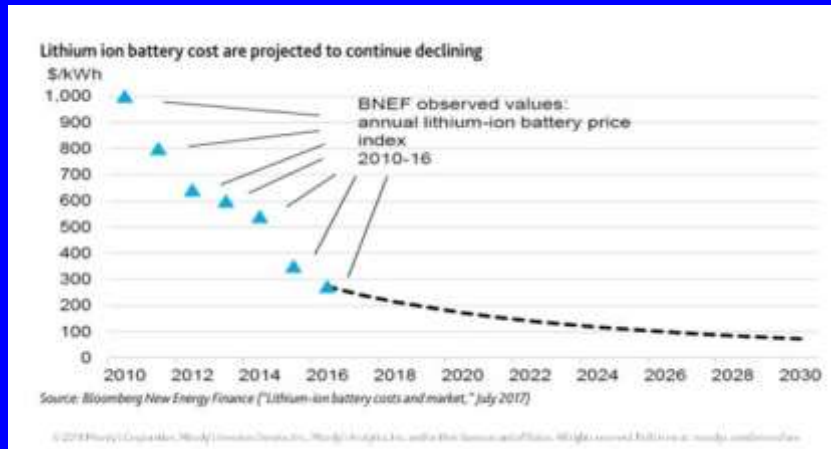 Lithium ion battery cost are projected to continue declining
$/kWh
1,000
900
800
700
600
500
400
300
200
100
0
BNEF observed values:
annual lithium-ion battery price
index
2010-16
2010 2012 2014 2016 2018 2020 2022 2024 2026 2028 2030
Source: Bloomberg New Energy Finance ("Lithium-ion battery costs and market," July 2017)